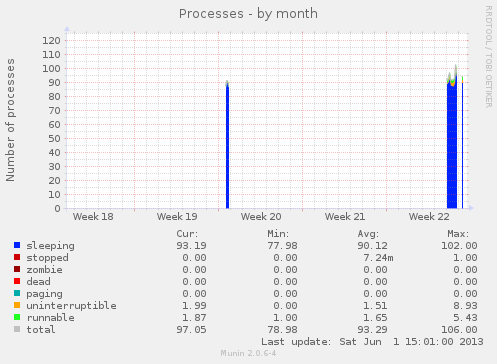 Processes - by month
RRDTOOL / TOBI OETIKER
Number of processes
120
110
100
90
80
70
60
50
40
30
20
10
0
Week 18 Week 19 Week 20 Week 21 Week 22
Cur: Min: Avg: Max:
sleeping 93.19 77.98 90.12 102.00
stopped 0.00 0.00 7.24m 1.00
zombie 0.00 0.00 0.00 0.00
dead 0.00 0.00 0.00 0.00
paging 0.00 0.00 0.00 0.00
uninterruptible 1.99 0.00 1.51 8.93
runnable 1.87 1.00 1.65 5.43
total 97.05 78.98 93.29 106.00
Last update: Sat Jun 1 15:01:00 2013
Munin 2.0.6-4